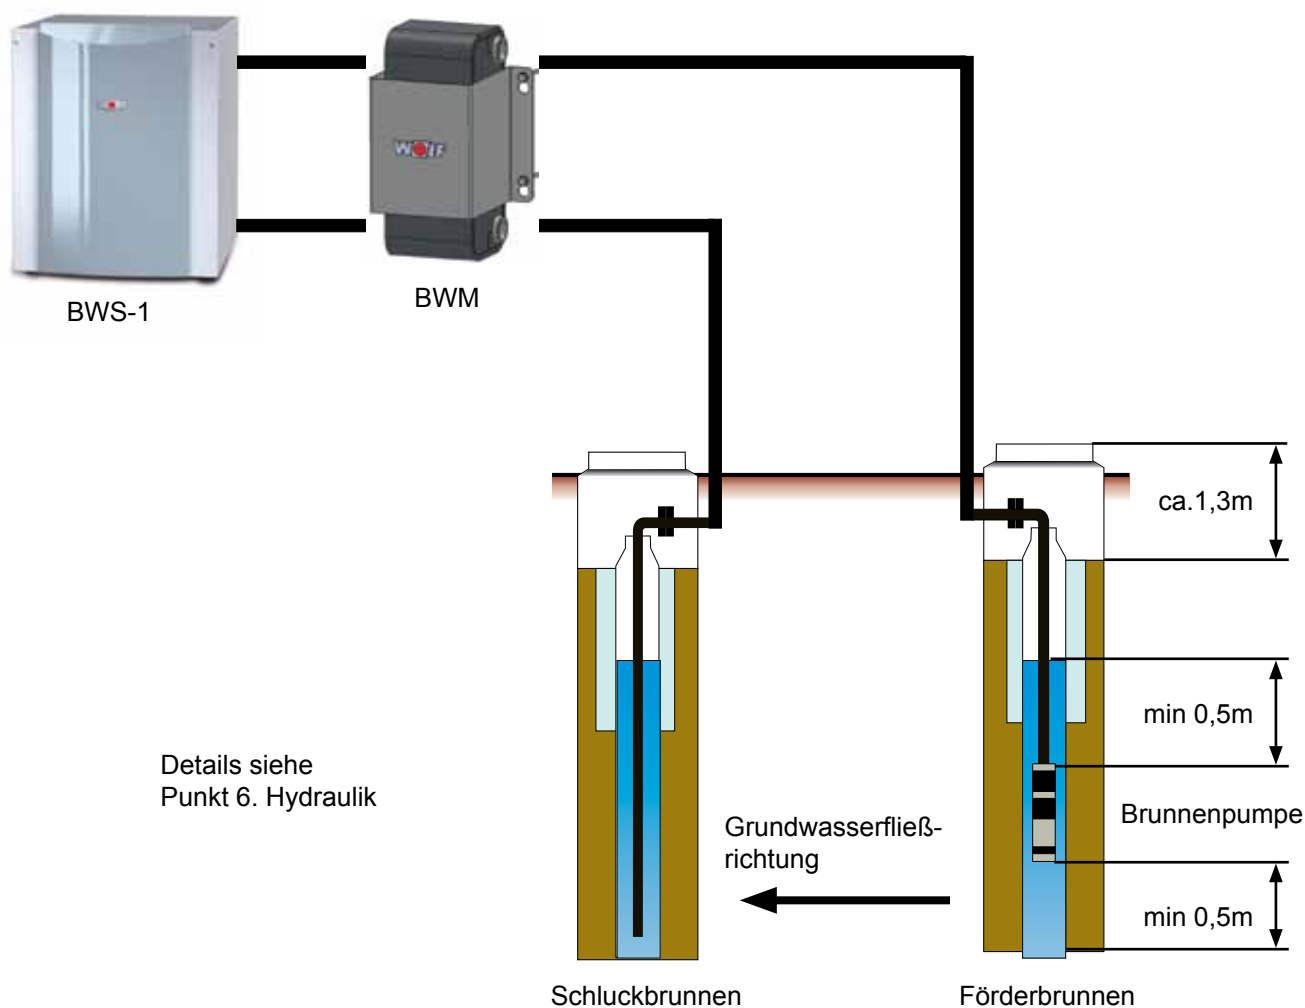 WOLF
BWS-1
BWM
ca.1,3m
min 0,5m
Details siehe
Punkt 6. Hydraulik
Grundwasserfließ-
richtung
Brunnenpumpe
min 0,5m
Schluckbrunnen
Förderbrunnen